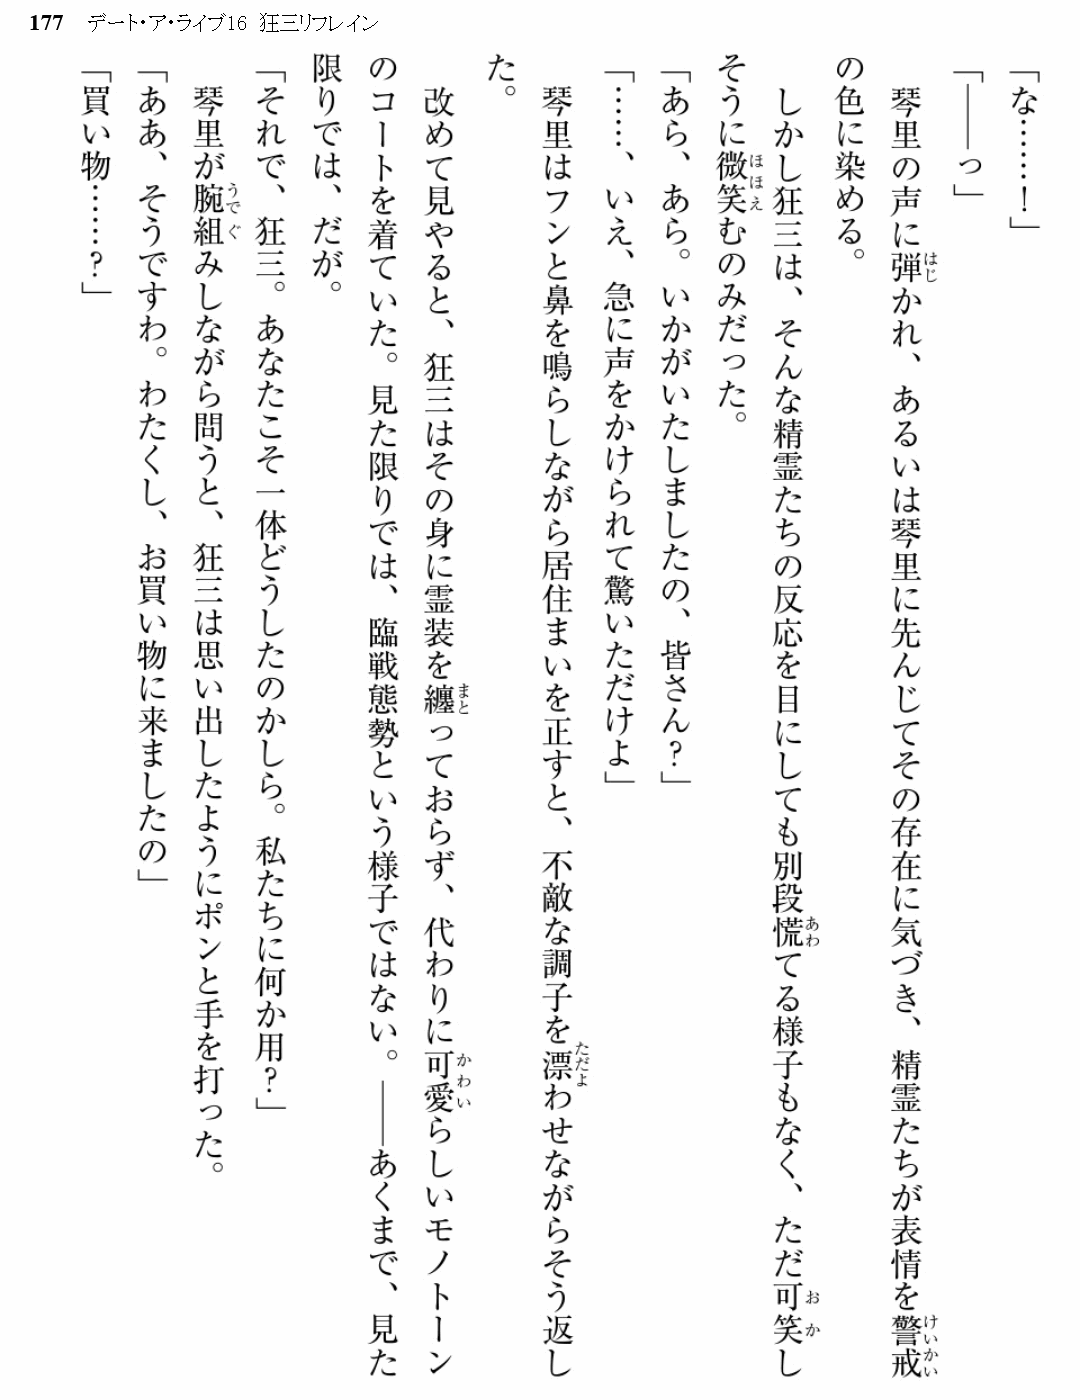 177 デート・ア・ライブ16 狂三リフレイン
「な……！」
「――っ」
琴里の声に弾かれ、あるいは琴里に先んじてその存在に気づき、精霊たちが表情を警戒
の色に染める。
しかし狂三は、そんな精霊たちの反応を目にしても別段慌てる様子もなく、ただ可笑し
そうに微笑むのみだった。
「あら、あら。いかがいたしましたの、皆さん？」
「……、いえ、急に声をかけられて驚いただけよ」
琴里はフンと鼻を鳴らしながら居住まいを正すと、不敵な調子を漂わせながらそう返し
た。
改めて見やると、狂三はその身に霊装を纏っておらず、代わりに可愛らしいモノトーン
のコートを着ていた。見た限りでは、臨戦態勢という様子ではない。――あくまで、見た
限りでは、だが。
「それで、狂三。あなたこそ一体どうしたのかしら。私たちに何か用？」
琴里が腕組みしながら問うと、狂三は思い出したようにポンと手を打った。
「ああ、そうですわ。わたくし、お買い物に来ましたの」
「買い物……？」